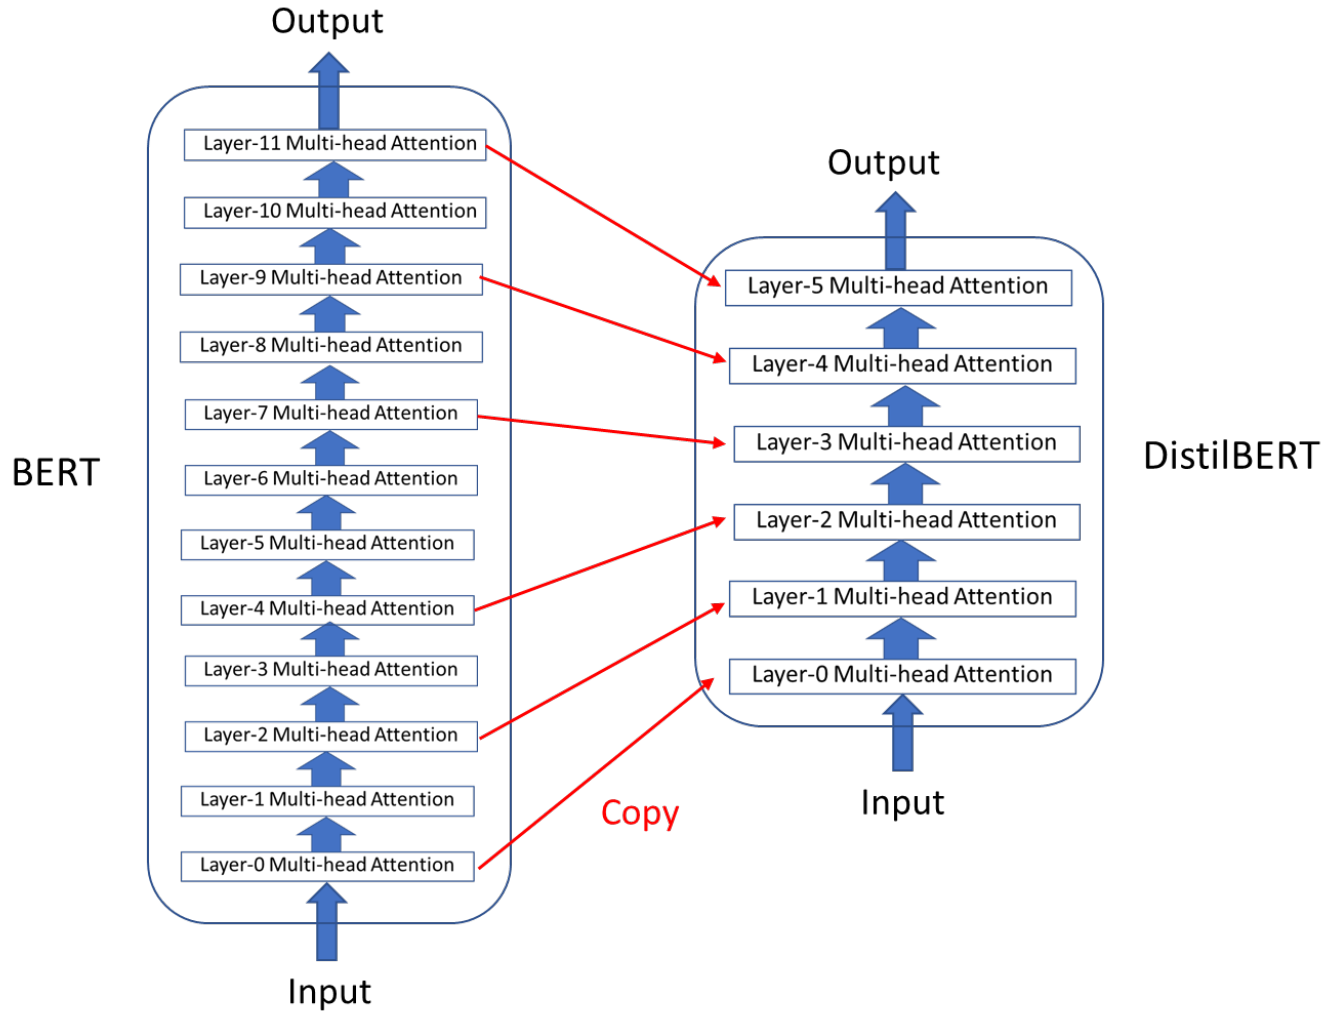 Output
Layer-11 Multi-head Attention
Layer-10 Multi-head Attention
Layer-9 Multi-head Attention
Layer-8 Multi-head Attention
Layer-7 Multi-head Attention
BERT
Layer-6 Multi-head Attention
Layer-5 Multi-head Attention
Layer-4 Multi-head Attention
Layer-3 Multi-head Attention
Layer-2 Multi-head Attention
Layer-1 Multi-head Attention
Layer-0 Multi-head Attention
Input
Copy
Output
Layer-5 Multi-head Attention
Layer-4 Multi-head Attention
Layer-3 Multi-head Attention
DistilBERT
Layer-2 Multi-head Attention
Layer-1 Multi-head Attention
Layer-0 Multi-head Attention
Input